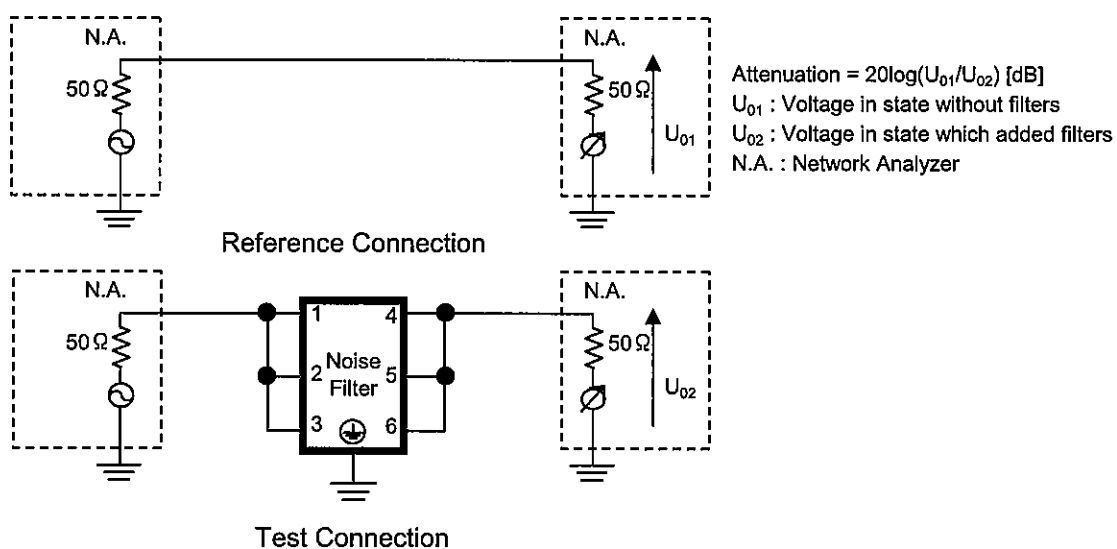 N.A.
50Ω
N.A.
50Ω
U01
Attenuation = 20log(U01/U02) [dB]
U01 : Voltage in state without filters
U02 : Voltage in state which added filters
N.A. : Network Analyzer
Reference Connection
N.A.
50Ω
1
4
2
Noise
Filter
5
3
6
N.A.
50Ω
U02
Test Connection